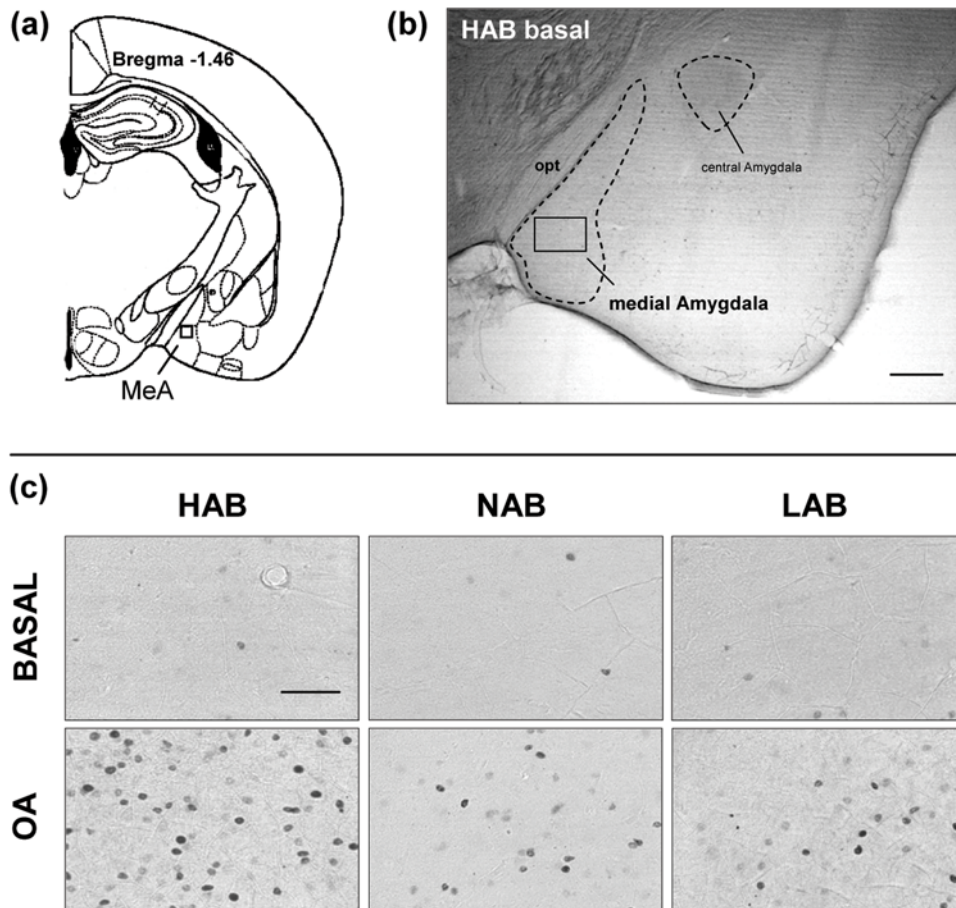 (a)
Bregma -1.46
MeA
(b)
HAB basal
opt
central Amygdala
medial Amygdala
(c)
HAB NAB LAB
BASAL
OA